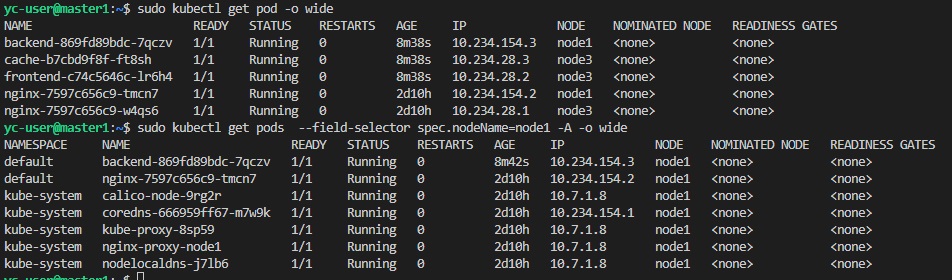 yc-user@master1:~$ sudo kubectl get pod -o wide
NAME READY STATUS RESTARTS AGE IP NODE NOMINATED NODE READINESS GATES
backend-869fd89bdc-7qczv 1/1 Running 0 8m38s 10.234.154.3 node1 <none> <none>
cache-b7cbd9f8f-ft8sh 1/1 Running 0 8m38s 10.234.28.3 node3 <none> <none>
frontend-c74c5646c-lr6h4 1/1 Running 0 8m38s 10.234.28.2 node3 <none> <none>
nginx-7597c656c9-tmcn7 1/1 Running 0 2d10h 10.234.154.2 node1 <none> <none>
nginx-7597c656c9-w4qs6 1/1 Running 0 2d10h 10.234.28.1 node3 <none> <none>
yc-user@master1:~$ sudo kubectl get pods  --field-selector spec.nodeName=node1 -A -o wide
NAMESPACE NAME READY STATUS RESTARTS AGE IP NODE NOMINATED NODE READINESS GATES
default backend-869fd89bdc-7qczv 1/1 Running 0 8m42s 10.234.154.3 node1 <none> <none>
default nginx-7597c656c9-tmcn7 1/1 Running 0 2d10h 10.234.154.2 node1 <none> <none>
kube-system calico-node-9rg2r 1/1 Running 0 2d10h 10.7.1.8 node1 <none> <none>
kube-system coredns-666959ff67-m7w9k 1/1 Running 0 2d10h 10.234.154.1 node1 <none> <none>
kube-system kube-proxy-8sp59 1/1 Running 0 2d10h 10.7.1.8 node1 <none> <none>
kube-system nginx-proxy-node1 1/1 Running 0 2d10h 10.7.1.8 node1 <none> <none>
kube-system nodelocaldns-j7lb6 1/1 Running 0 2d10h 10.7.1.8 node1 <none> <none>
yc-user@master1:~$